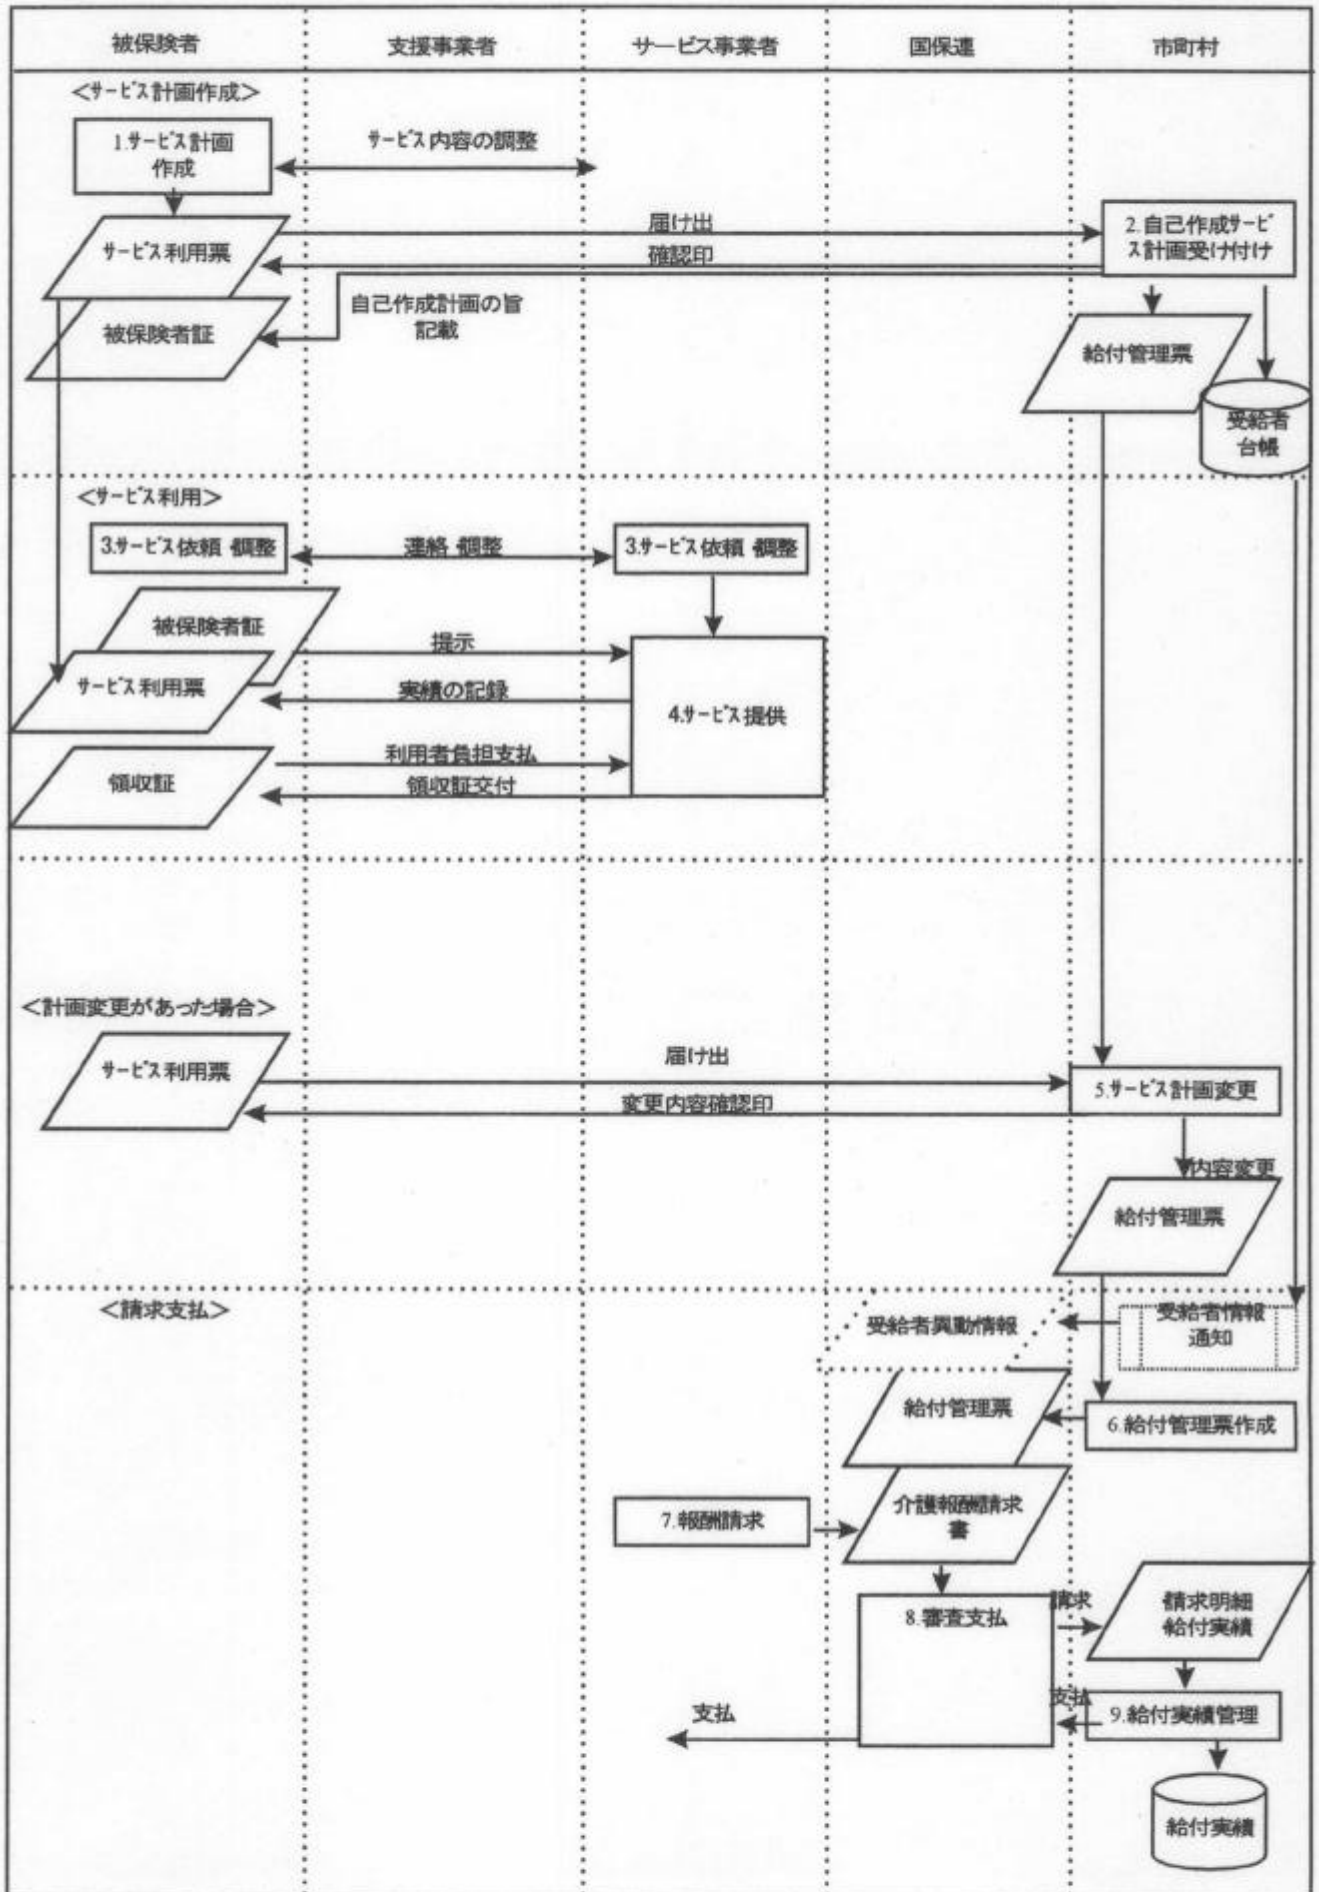 被保険者 支援事業者 サービス事業者 国保連 市町村
<サービス計画作成>
1.サービス計画
作成
サービス内容の調整
サービス利用票
届け出
確認印
2.自己作成サービ
ス計画受け付け
被保険者証
自己作成計画の旨
記載
給付管理票
受給者
台帳
<サービス利用>
3.サービス依頼・調整
連絡・調整
3.サービス依頼・調整
被保険者証
提示
サービス利用票
実績の記録
4.サービス提供
領収証
利用者負担支払
領収証交付
<計画変更があった場合>
サービス利用票
届け出
変更内容確認印
5.サービス計画変更
内容変更
給付管理票
<請求支払>
受給者異動情報
受給者情報
通知
給付管理票
6.給付管理票作成
7.報酬請求
介護報酬請求
書
8.審査支払
請求
・請求明細
・給付実績
支払
支払
9.給付実績管理
給付実績